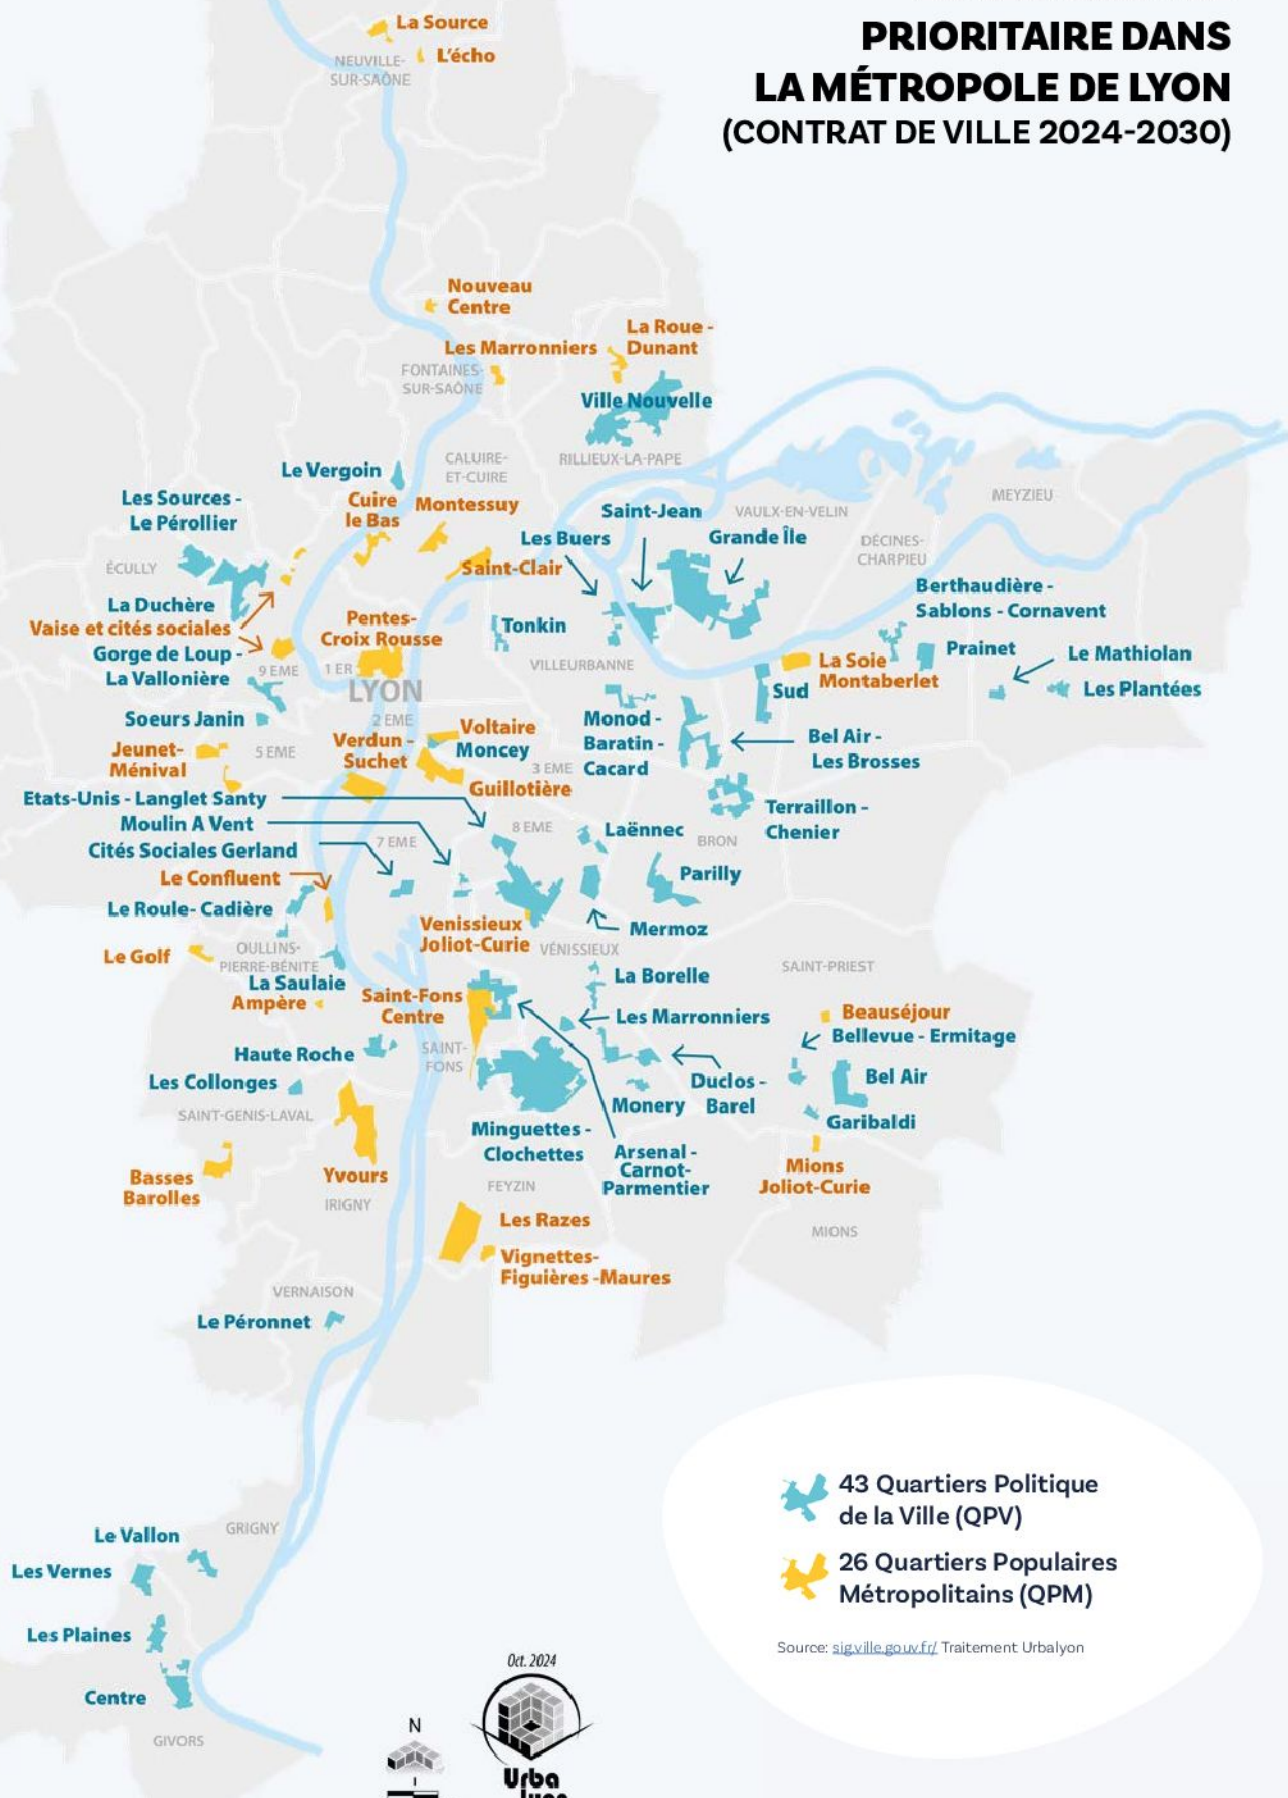 PRIORITAIRE DANS
LA MÉTROPOLE DE LYON
(CONTRAT DE VILLE 2024-2030)
La Source
L'écho
NEUVILLE-
SUR-SAÔNE
Nouveau
Centre
La Roue -
Dunant
Les Marronniers
FONTAINES-
SUR-SAÔNE
Ville Nouvelle
Le Vergoin
CALUIRE-
ET-CUIRE
RILLIEUX-LA-PAPE
MEYZIEU
Les Sources -
Le Pérollier
Cuire
le Bas
Montessuy
Saint-Jean
VAULX-EN-VELIN
Les Buers
Grande Île
DÉCINES-
CHARPIEU
ÉCULLY
Saint-Clair
Berthaudière -
Sablons - Cornavent
La Duchère
Vaise et cités sociales
Pentes-
Croix Rousse
Tonkin
Gorge de Loup -
La Vallonière
9 EME
1 ER
LYON
VILLEURBANNE
La Soie
Montaberlet
Prainet
Le Mathiolan
Sud
Les Plantées
Soeurs Janin
2 EME
Voltaire
Moncey
Monod -
Baratin -
Cacard
Bel Air -
Les Brosses
Jeunet-
Ménival
5 EME
Verdun -
Suchet
3 EME
Guillotière
Etats-Unis - Langlet Santy
Moulin A Vent
Cités Sociales Gerland
Terraillon -
Chenier
8 EME
Laënnec
7 EME
BRON
Le Confluent
Parilly
Le Roule- Cadière
Venissieux
Joliot-Curie
Mermoz
Le Golf
OULLINS-
PIERRE-BÉNITE
VÉNISSIEUX
SAINT-PRIEST
La Saulaie
La Borelle
Ampère
Saint-Fons
Centre
Les Marronniers
Beauséjour
Bellevue - Ermitage
Haute Roche
SAINT-
FONS
Les Collonges
Duclos -
Barel
Bel Air
SAINT-GENIS-LAVAL
Monery
Garibaldi
Minguettes -
Clochettes
Arsenal -
Carnot-
Parmentier
Basses
Barolles
Yvours
Mions
Joliot-Curie
IRIGNY
FEYZIN
Les Razes
MIONS
Vignettes-
Figuières -Maures
VERNAISON
Le Péronnet
43 Quartiers Politique
de la Ville (QPV)
26 Quartiers Populaires
Métropolitains (QPM)
Source: sig.ville.gouv.fr/ Traitement Urbalyon
Le Vallon
GRIGNY
Les Vernes
Les Plaines
Centre
GIVORS
Oct. 2024
N
Urba
lyon